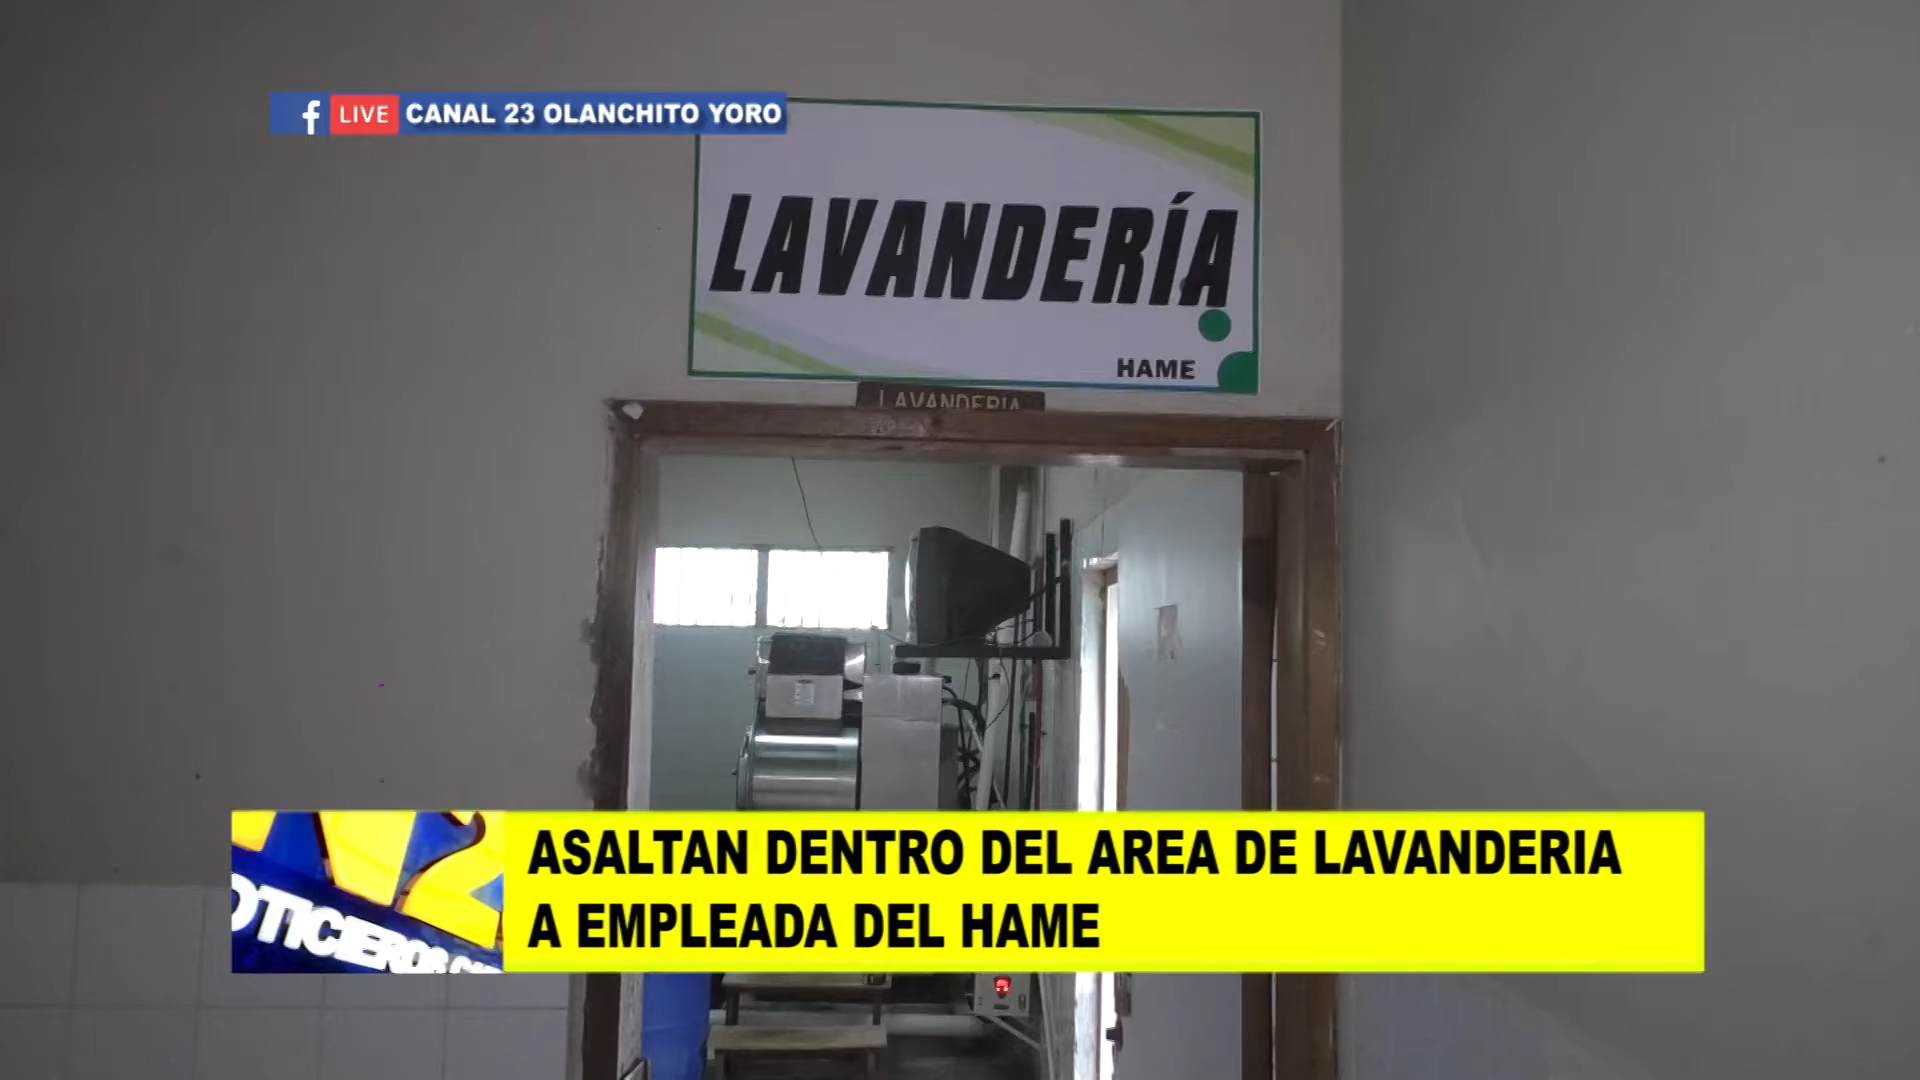 LIVE CANAL 23 OLANCHITO YORO
LAVANDERÍA
HAME
LAVANDERIA
ASALTAN DENTRO DEL AREA DE LAVANDERIA
A EMPLEADA DEL HAME